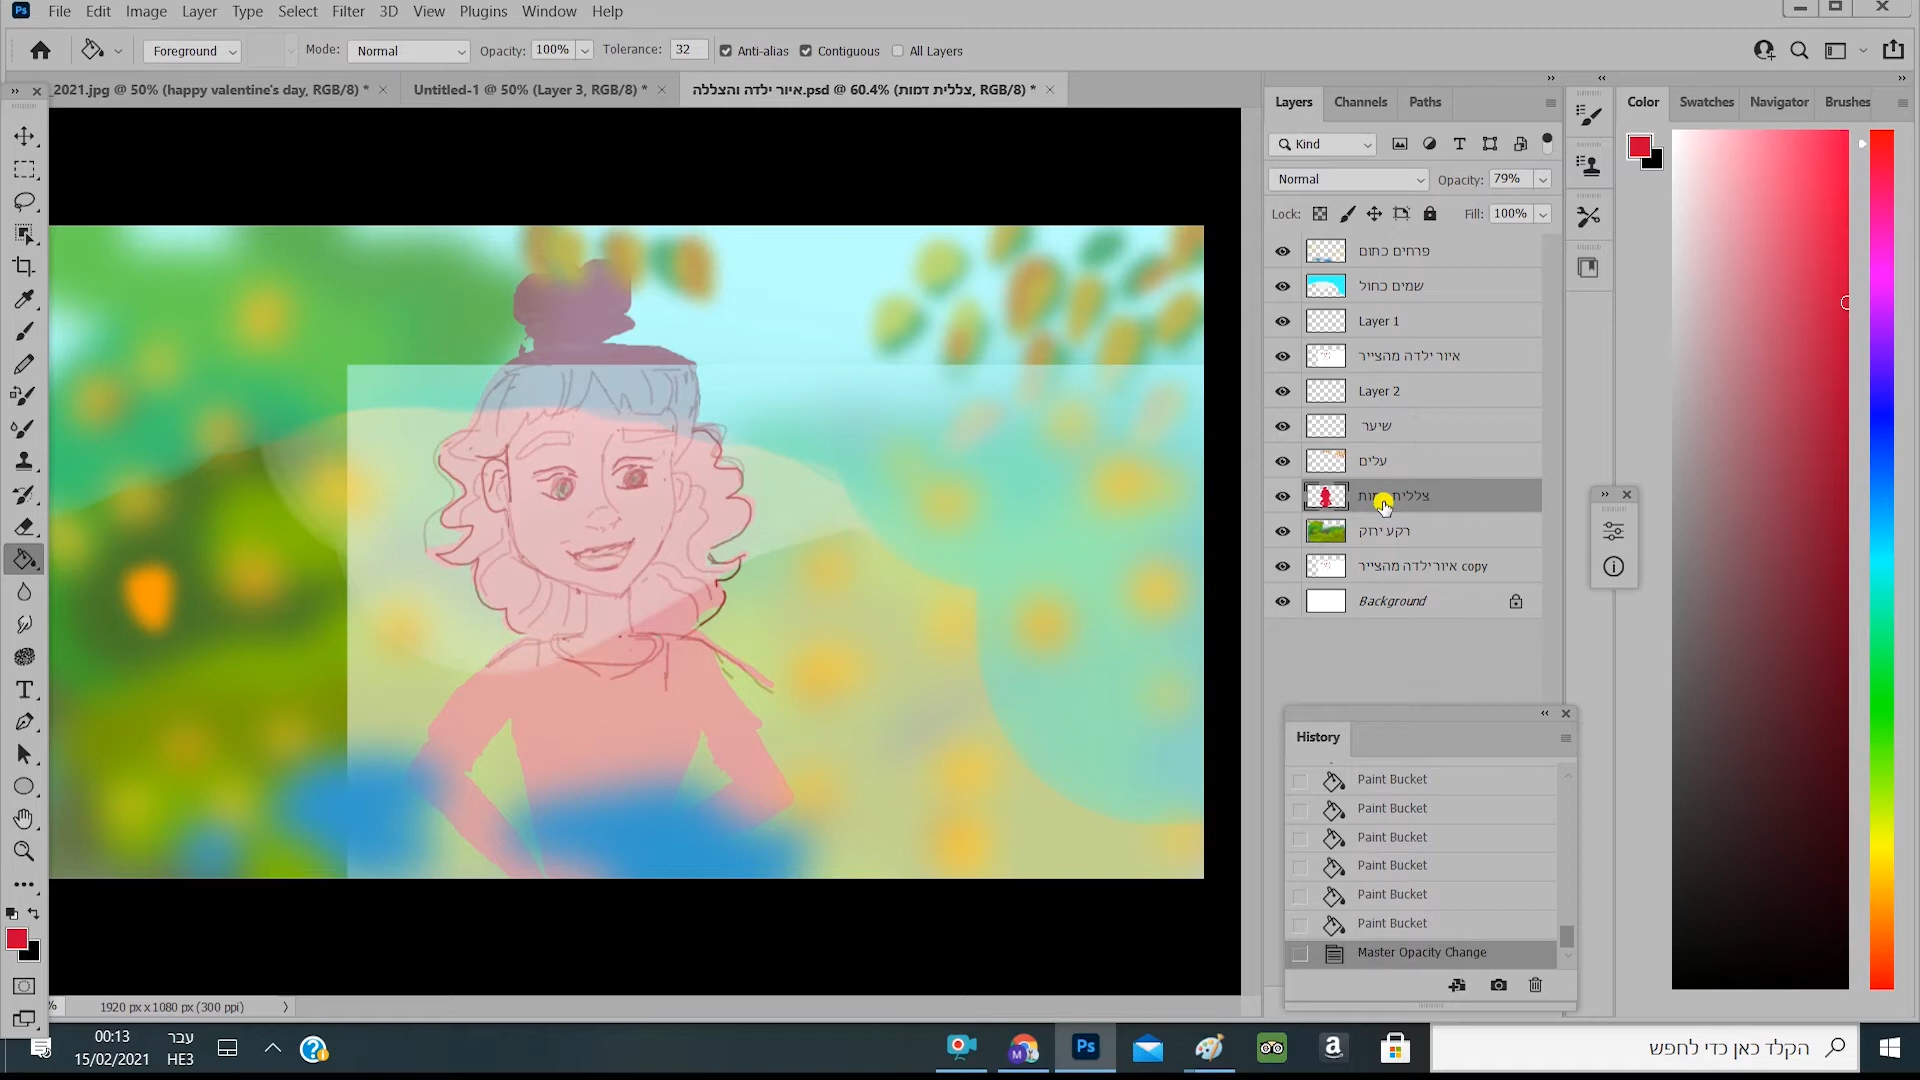 Ps File Edit Image Layer Type Select Filter 3D View Plugins Window Help
Foreground Mode: Normal Opacity: 100% Tolerance: 32 Anti-alias Contiguous All Layers
_2021.jpg @ 50% (happy valentine's day, RGB/8) *
Untitled-1 @ 50% (Layer 3, RGB/8) *
איור ילדה והצללה.psd @ 60.4% (צללית דמות, RGB/8) *
Layers Channels Paths
Kind
Normal Opacity: 79%
Lock: Fill: 100%
פרחים כתום
שמים כחול
Layer 1
איור ילדה מהצייר
Layer 2
שיער
עלים
רקע ירוק
איור ילדה מהצייר copy
Background
History
Paint Bucket
Paint Bucket
Paint Bucket
Paint Bucket
Paint Bucket
Paint Bucket
Master Opacity Change
Color Swatches Navigator Brushes
% 1920 px x 1080 px (300 ppi)
00:13
15/02/2021
עבר
HE3
M
Ps
a
הקלד כאן כדי לחפש